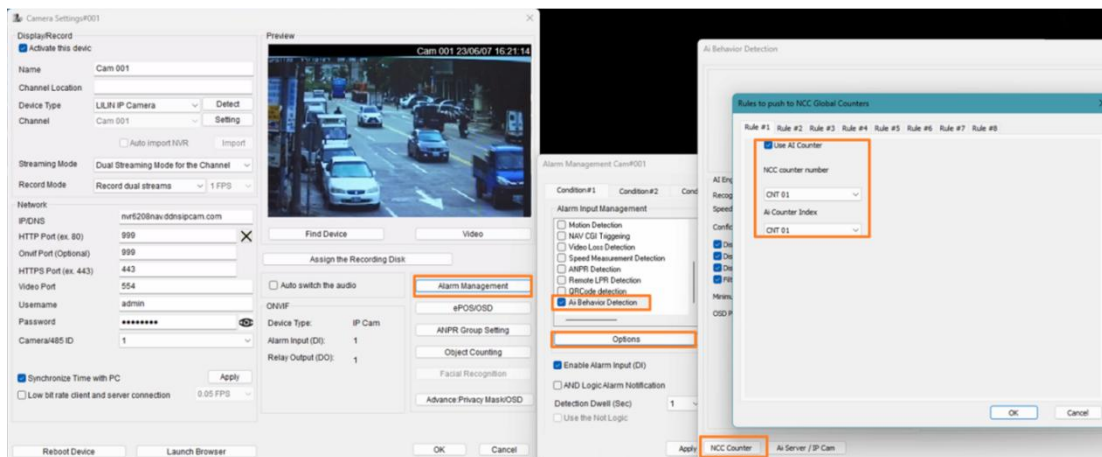 Camera Settings#001
Display/Record
Activate this devic
Name Cam 001
Channel Location
Device Type LILIN IP Camera Detect
Channel Cam 001 Setting
Auto import NVR Import
Streaming Mode Dual Streaming Mode for the Channel
Record Mode Record dual streams 1 FPS
Network
IP/DNS nvr6208nav.ddnsipcam.com
HTTP Port (ex. 80) 999
Onvif Port (Optional) 999
HTTPS Port (ex. 443) 443
Video Port 554
Username admin
Password ••••••••
Camera/485 ID 1
Synchronize Time with PC Apply
Low bit rate client and server connection 0.05 FPS
Reboot Device Launch Browser
Preview
Cam 001 23/06/07 16:21:14
Find Device Video
Assign the Recording Disk
Auto switch the audio Alarm Management
ONVIF
Device Type: IP Cam
Alarm Input (DI): 1
Relay Output (DO): 1
ePOS/OSD
ANPR Group Setting
Object Counting
Facial Recognition
Advance:Privacy Mask/OSD
OK Cancel
Alarm Management Cam#001
Condition#1 Condition#2 Cond
Alarm Input Management
Motion Detection
NAV CGI Triggering
Video Loss Detection
Speed Measurement Detection
ANPR Detection
Remote LPR Detection
QRCode detection
Ai Behavior Detection
Options
Enable Alarm Input (DI)
AND Logic Alarm Notification
Detection Dwell (Sec) 1
Use the Not Logic
Apply
Ai Behavior Detection
AI Eng
Recog
Speed
Confid
Dis
Dis
Filt
Minimu
OSD P
NCC Counter Ai Server / IP Cam
Rules to push to NCC Global Counters
Rule #1 Rule #2 Rule #3 Rule #4 Rule #5 Rule #6 Rule #7 Rule #8
Use AI Counter
NCC counter number
CNT 01
Ai Counter Index
CNT 01
OK Cancel